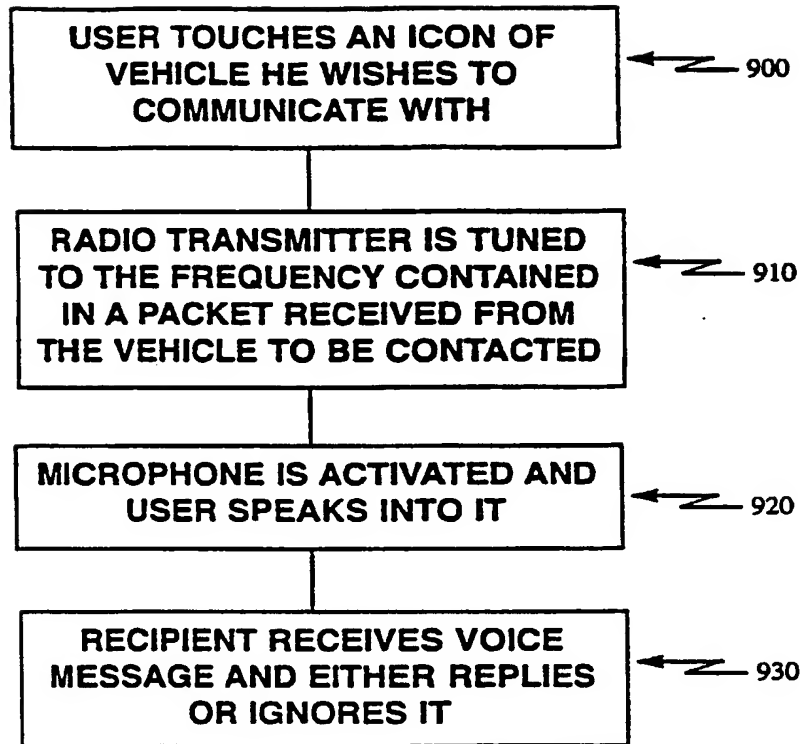 USER TOUCHES AN ICON OF
VEHICLE HE WISHES TO
COMMUNICATE WITH
900
RADIO TRANSMITTER IS TUNED
TO THE FREQUENCY CONTAINED
IN A PACKET RECEIVED FROM
THE VEHICLE TO BE CONTACTED
910
MICROPHONE IS ACTIVATED AND
USER SPEAKS INTO IT
920
RECIPIENT RECEIVES VOICE
MESSAGE AND EITHER REPLIES
OR IGNORES IT
930